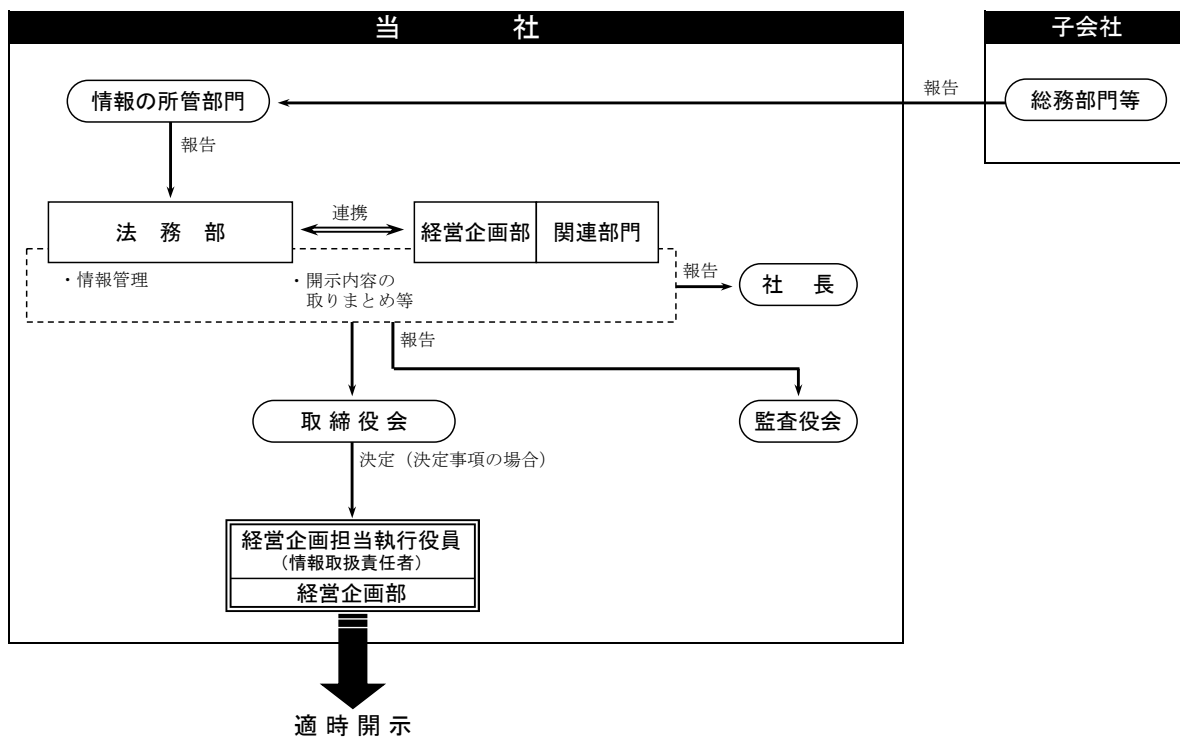 当　　社
子会社
情報の所管部門
報告
総務部門等
報告
法　務　部
連携
経営企画部
関連部門
・情報管理
・開示内容の
取りまとめ等
報告
社　長
報告
取 締 役 会
監査役会
決定（決定事項の場合）
経営企画担当執行役員
（情報取扱責任者）
経営企画部
適 時 開 示